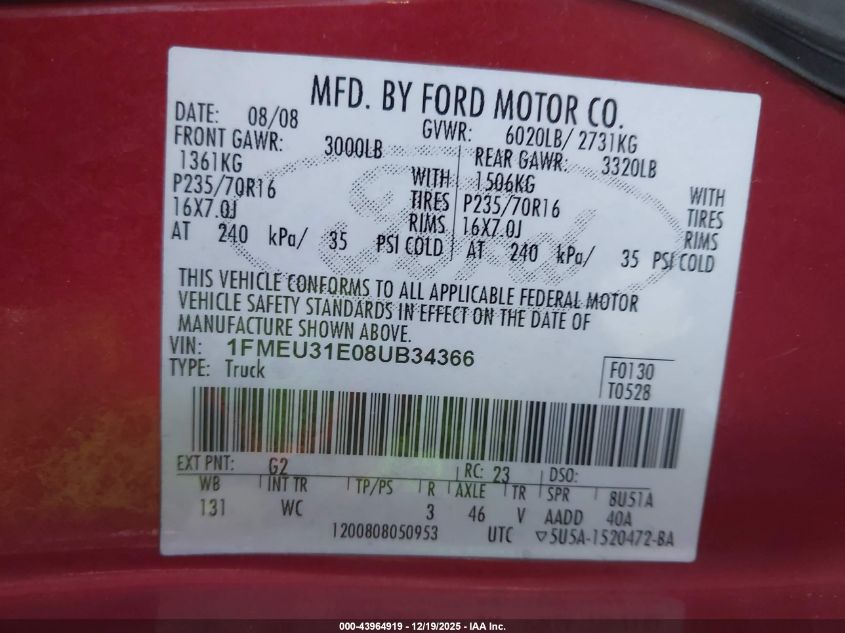 MFD. BY FORD MOTOR CO.
DATE: 08/08 GVWR: 6020LB/ 2731KG
FRONT GAWR: 3000LB REAR GAWR: 3320LB
1361KG WITH 1506KG WITH
P235/70R16 TIRES P235/70R16 TIRES
16X7.0J RIMS 16X7.0J RIMS
AT 240 kPa/ 35 PSI COLD AT 240 kPa/ 35 PSI COLD
THIS VEHICLE CONFORMS TO ALL APPLICABLE FEDERAL MOTOR
VEHICLE SAFETY STANDARDS IN EFFECT ON THE DATE OF
MANUFACTURE SHOWN ABOVE.
VIN: 1FMEU31E08UB34366
TYPE: Truck F0130
T0528
EXT PNT: G2 RC: 23 DSO:
WB INT TR TP/PS R AXLE TR SPR BU51A
131 WC 3 46 V AADD 40A
1200808050953 UTC ▽5U5A-1520472-BA
Ford
000-43964919 - 12/19/2025 - IAA Inc.